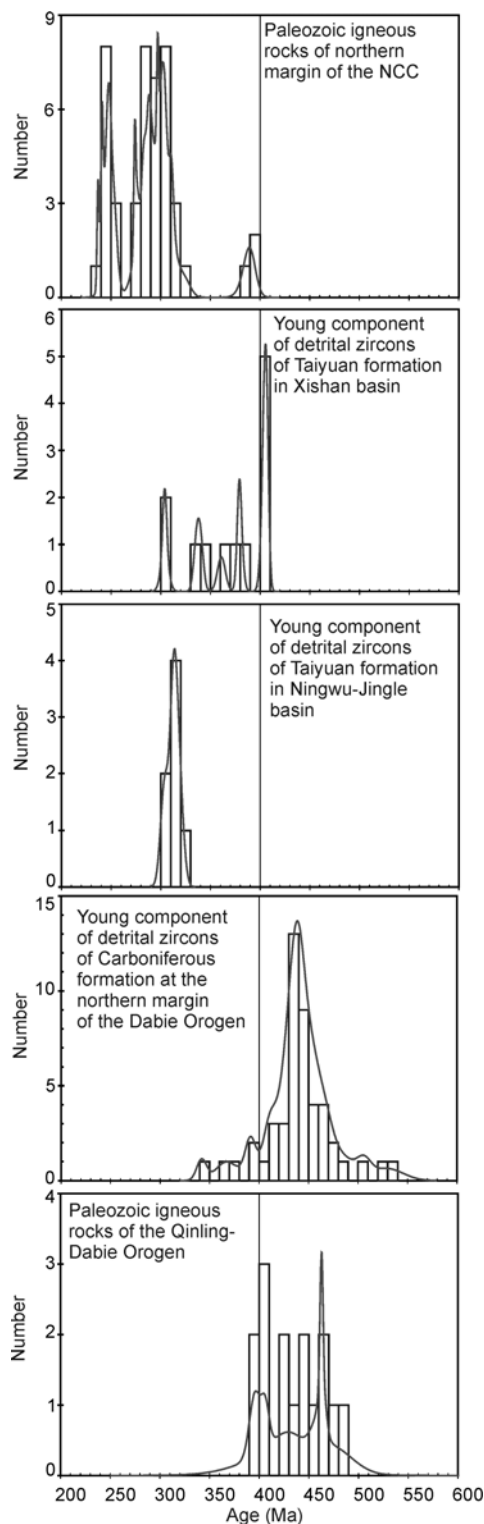 9
Paleozoic igneous
rocks of northern
margin of the NCC
6
Number
3
0
6
Young component
of detrital zircons
of Taiyuan formation
in Xishan basin
5
4
Number
3
2
1
0
5
Young component
of detrital zircons
of Taiyuan formation
in Ningwu-Jingle
basin
4
3
Number
2
1
0
15
Young component
of detrital zircons
of Carboniferous
formation at the
northern margin
of the Dabie Orogen
10
Number
5
0
4
Paleozoic igneous
rocks of the Qinling-
Dabie Orogen
3
Number
2
1
0
200 250 300 350 400 450 500 550 600
Age (Ma)